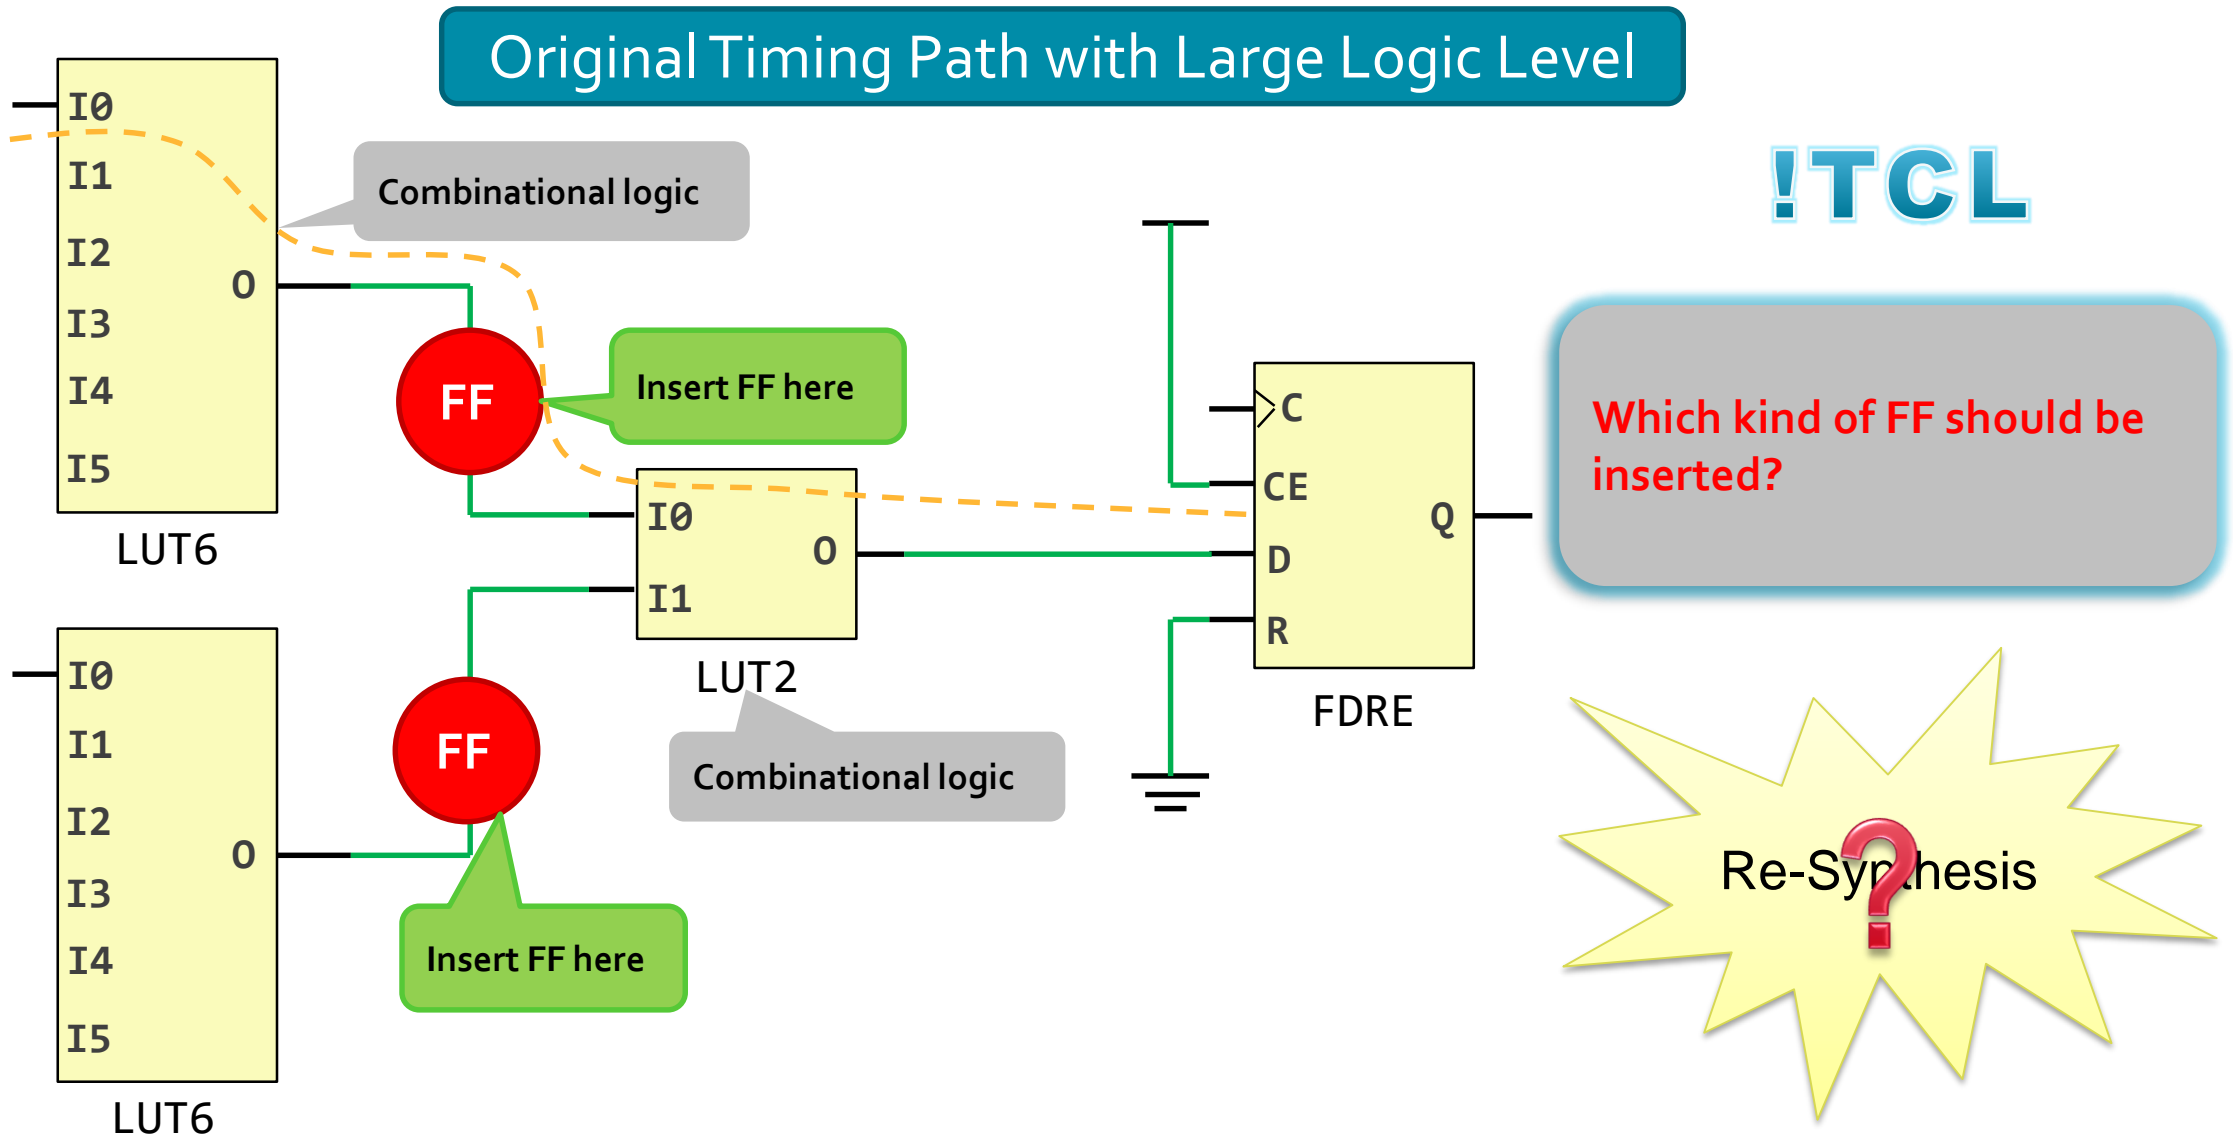 Original Timing Path with Large Logic Level
!TCL
I0
I1
I2
I3
I4
I5
O
LUT6
Combinational logic
FF
Insert FF here
I0
I1
O
LUT2
Combinational logic
C
CE
D
R
Q
FDRE
Which kind of FF should be
inserted?
I0
I1
I2
I3
I4
I5
O
LUT6
FF
Insert FF here
Re-Synthesis
?